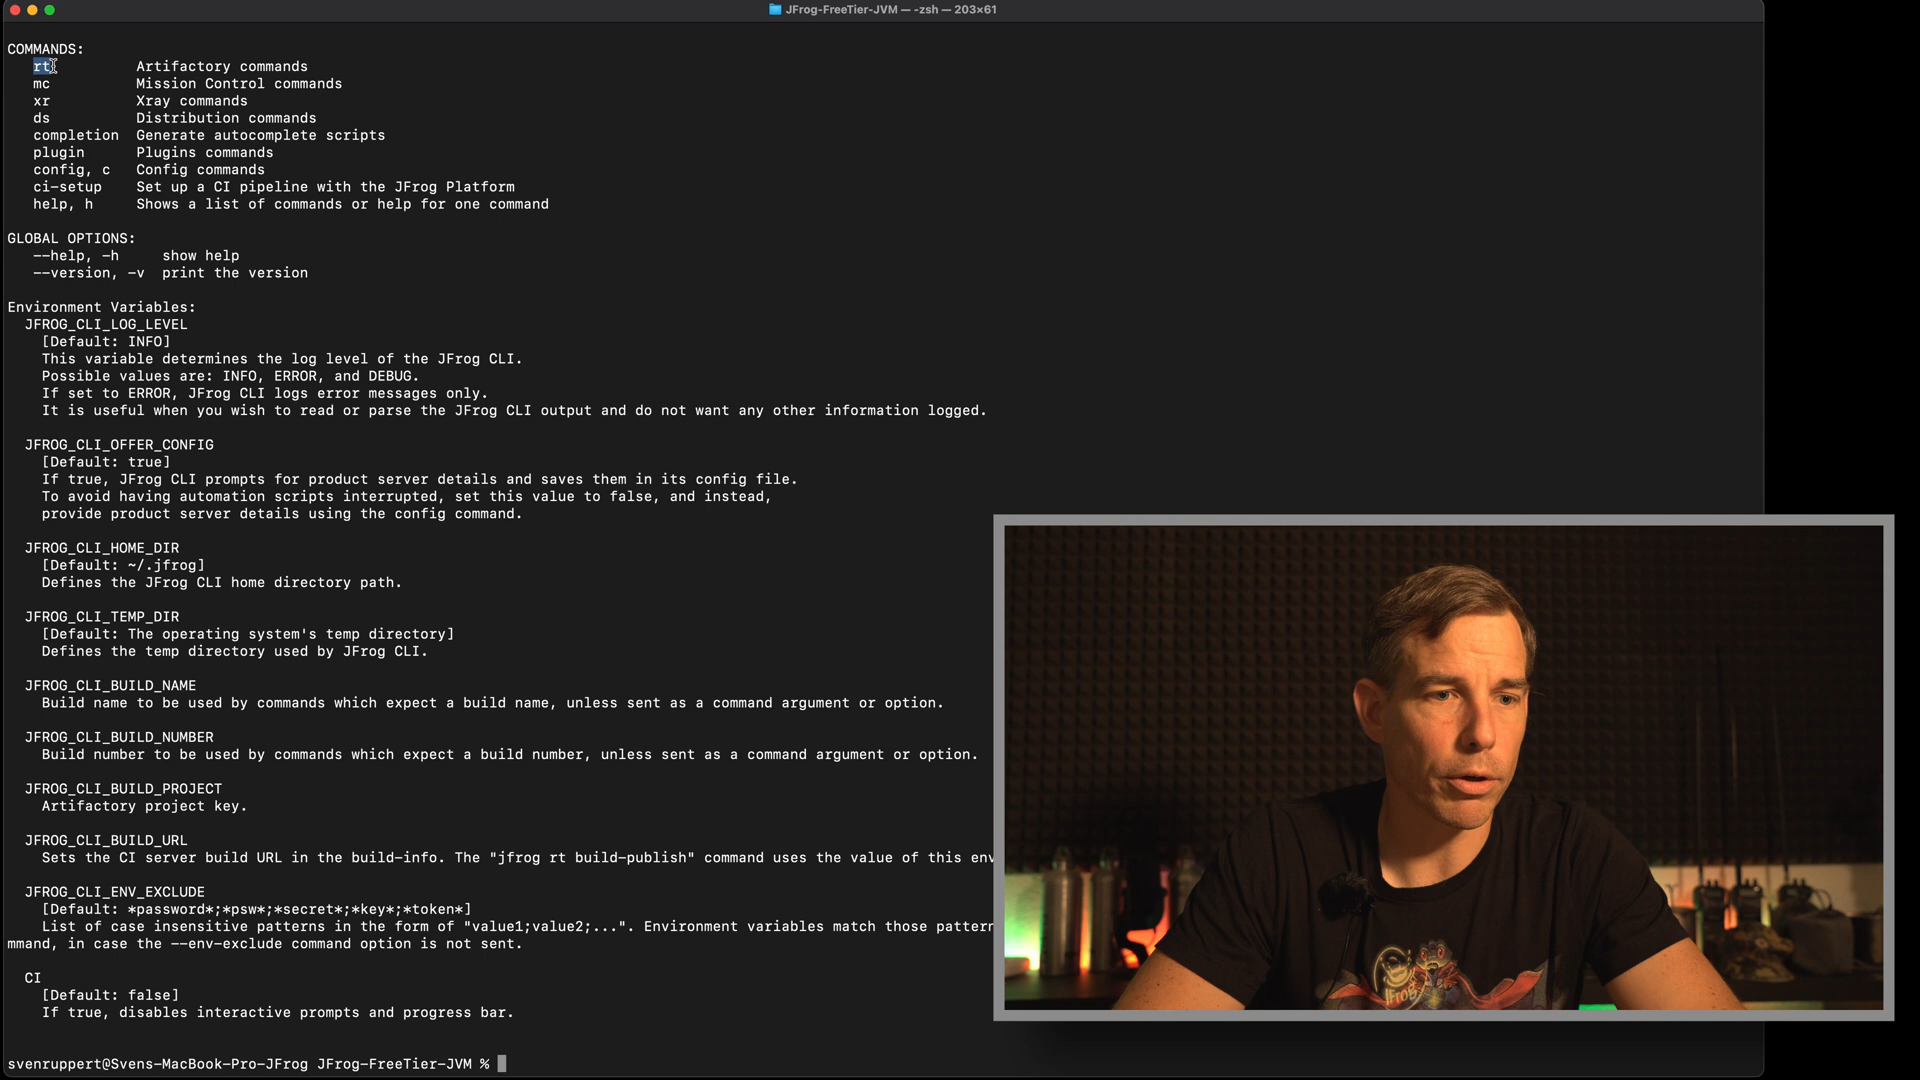 JFrog-FreeTier-JVM — -zsh — 203×61
COMMANDS:
rt Artifactory commands
mc Mission Control commands
xr Xray commands
ds Distribution commands
completion Generate autocomplete scripts
plugin Plugins commands
config, c Config commands
ci-setup Set up a CI pipeline with the JFrog Platform
help, h Shows a list of commands or help for one command
GLOBAL OPTIONS:
--help, -h show help
--version, -v print the version
Environment Variables:
JFROG_CLI_LOG_LEVEL
[Default: INFO]
This variable determines the log level of the JFrog CLI.
Possible values are: INFO, ERROR, and DEBUG.
If set to ERROR, JFrog CLI logs error messages only.
It is useful when you wish to read or parse the JFrog CLI output and do not want any other information logged.
JFROG_CLI_OFFER_CONFIG
[Default: true]
If true, JFrog CLI prompts for product server details and saves them in its config file.
To avoid having automation scripts interrupted, set this value to false, and instead,
provide product server details using the config command.
JFROG_CLI_HOME_DIR
[Default: ~/.jfrog]
Defines the JFrog CLI home directory path.
JFROG_CLI_TEMP_DIR
[Default: The operating system's temp directory]
Defines the temp directory used by JFrog CLI.
JFROG_CLI_BUILD_NAME
Build name to be used by commands which expect a build name, unless sent as a command argument or option.
JFROG_CLI_BUILD_NUMBER
Build number to be used by commands which expect a build number, unless sent as a command argument or option.
JFROG_CLI_BUILD_PROJECT
Artifactory project key.
JFROG_CLI_BUILD_URL
Sets the CI server build URL in the build-info. The "jfrog rt build-publish" command uses the value of this env
JFROG_CLI_ENV_EXCLUDE
[Default: *password*;*psw*;*secret*;*key*;*token*]
List of case insensitive patterns in the form of "value1;value2;...". Environment variables match those pattern
mmand, in case the --env-exclude command option is not sent.
CI
[Default: false]
If true, disables interactive prompts and progress bar.
svenruppert@Svens-MacBook-Pro-JFrog JFrog-FreeTier-JVM %
JFrog